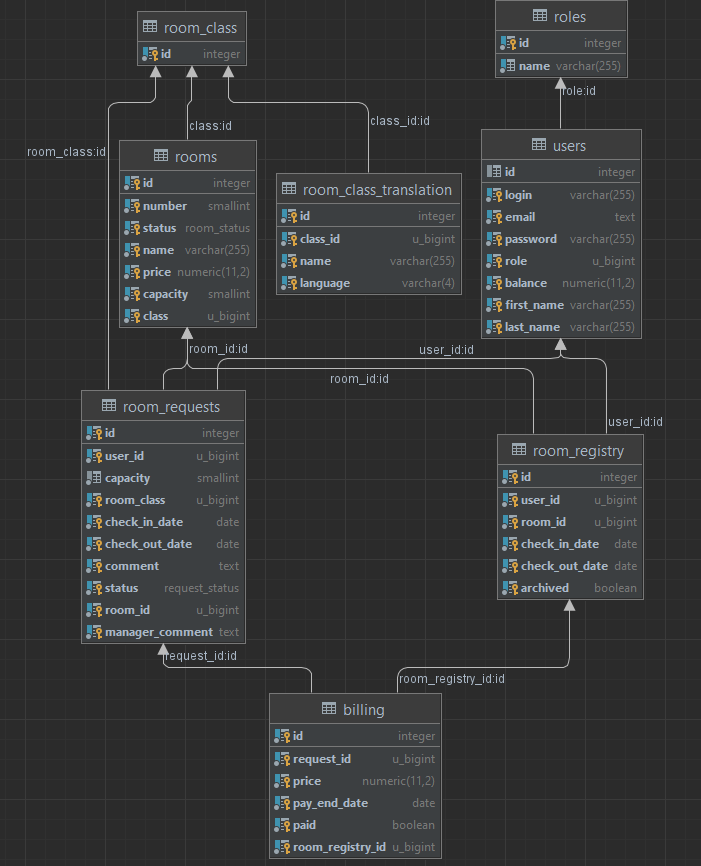 room_class
id integer
roles
id integer
name varchar(255)
role:id
class:id
class_id:id
room_class:id
rooms
id integer
number smallint
status room_status
name varchar(255)
price numeric(11,2)
capacity smallint
class u_bigint
room_class_translation
id integer
class_id u_bigint
name varchar(255)
language varchar(4)
users
id integer
login varchar(255)
email text
password varchar(255)
role u_bigint
balance numeric(11,2)
first_name varchar(255)
last_name varchar(255)
room_id:id
user_id:id
room_id:id
user_id:id
room_requests
id integer
user_id u_bigint
capacity smallint
room_class u_bigint
check_in_date date
check_out_date date
comment text
status request_status
room_id u_bigint
manager_comment text
room_registry
id integer
user_id u_bigint
room_id u_bigint
check_in_date date
check_out_date date
archived boolean
request_id:id
room_registry_id:id
billing
id integer
request_id u_bigint
price numeric(11,2)
pay_end_date date
paid boolean
room_registry_id u_bigint